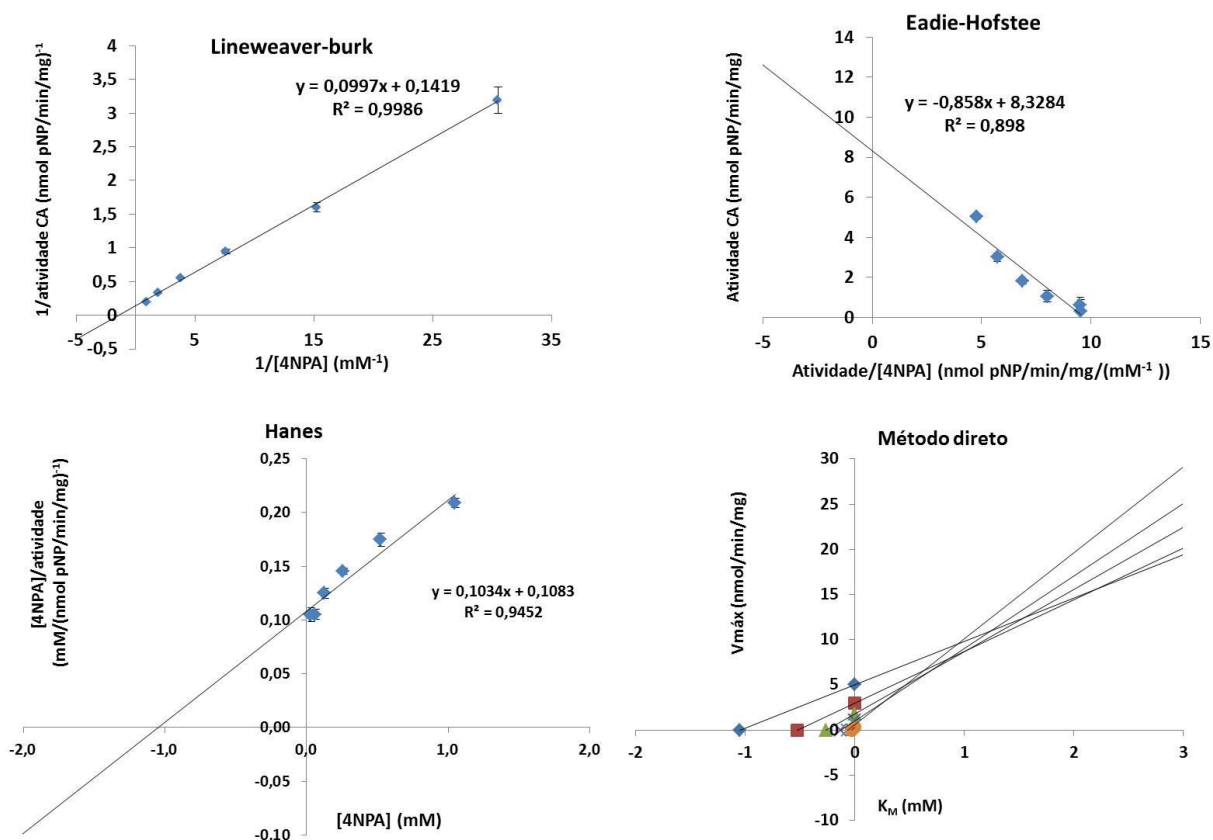 Lineweaver-burk
1/atividade CA (nmol pNP/min/mg)⁻¹
4
3,5
3
2,5
2
1,5
1
0,5
0
-0,5
y = 0,0997x + 0,1419
R² = 0,9986
-5
5
15
25
35
1/[4NPA] (mM⁻¹)
Eadie-Hofstee
Atividade CA (nmol pNP/min/mg)
14
12
10
8
6
4
2
0
y = -0,858x + 8,3284
R² = 0,898
-5
0
5
10
15
Atividade/[4NPA] (nmol pNP/min/mg/(mM⁻¹ ))
Hanes
[4NPA]/atividade
(mM/(nmol pNP/min/mg)⁻¹
0,25
0,20
0,15
0,10
0,05
0,00
-0,05
-0,10
y = 0,1034x + 0,1083
R² = 0,9452
-2,0
-1,0
0,0
1,0
2,0
[4NPA] (mM)
Método direto
Vmáx (nmol/min/mg)
30
25
20
15
10
5
0
-5
-10
-2
-1
0
1
2
3
K_M (mM)